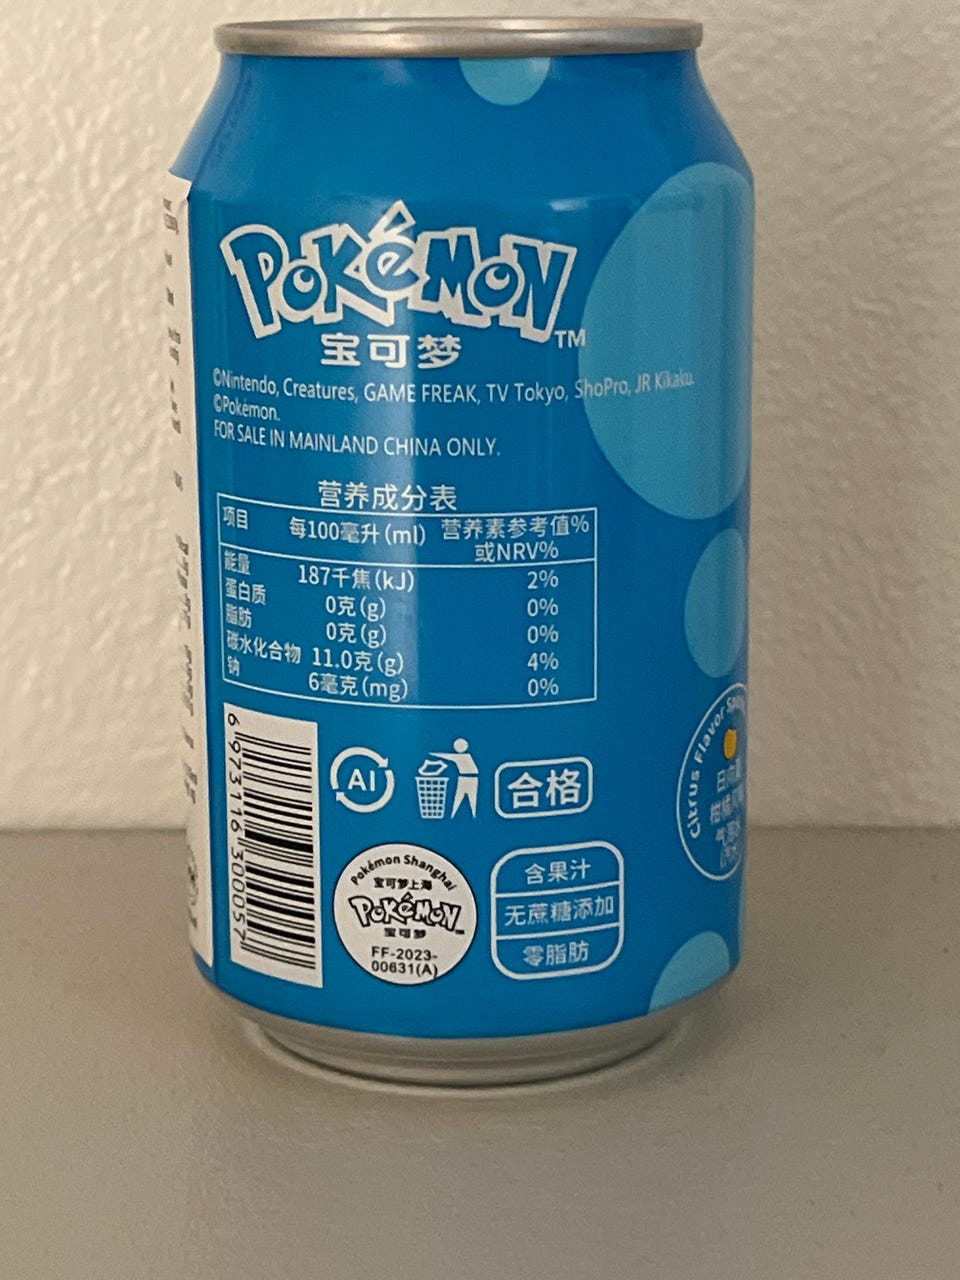 POKéMON™
宝可梦
©Nintendo, Creatures, GAME FREAK, TV Tokyo, ShoPro, JR Kikaku.
©Pokémon.
FOR SALE IN MAINLAND CHINA ONLY.
营养成分表
项目 每100毫升(ml) 营养素参考值%
或NRV%
能量 187千焦(kJ) 2%
蛋白质 0克(g) 0%
脂肪 0克(g) 0%
碳水化合物 11.0克(g) 4%
钠 6毫克(mg) 0%
6 973116 300057
Al
合格
Pokémon Shanghai
宝可梦上海
POKéMON
宝可梦
FF-2023-
00631(A)
含果汁
无蔗糖添加
零脂肪
Citrus Flavor